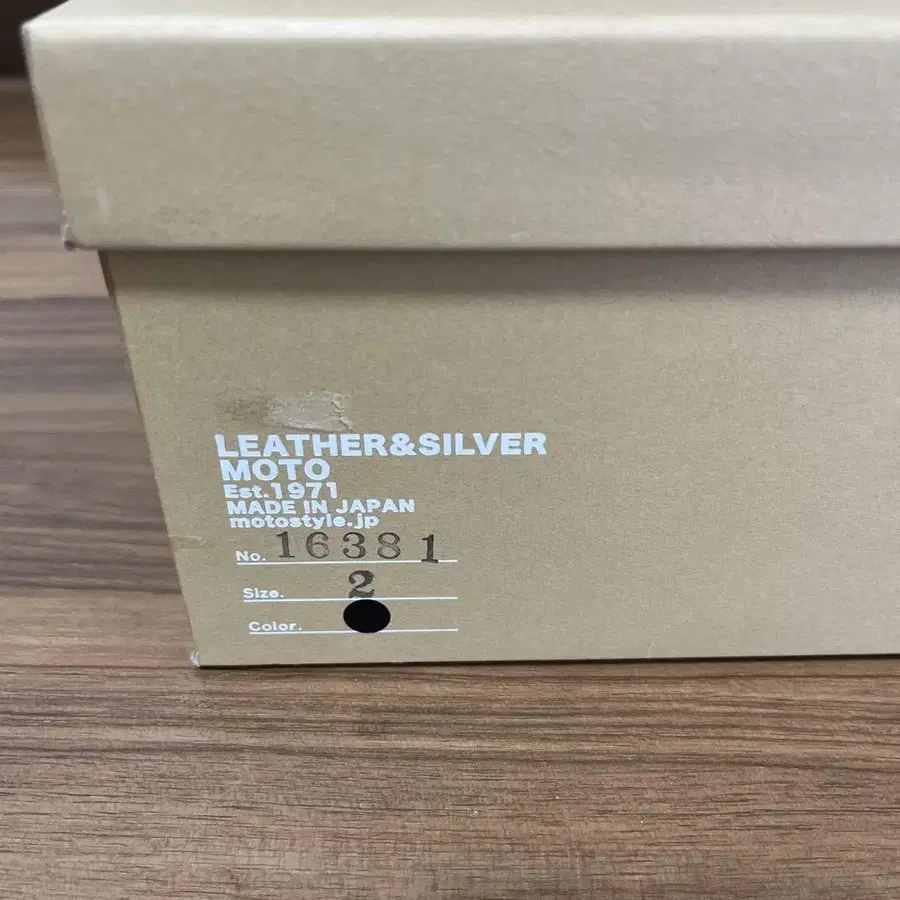 LEATHER&SILVER
MOTO
Est.1971
MADE IN JAPAN
motostyle.jp
No. 16381
Size. 2
Color.